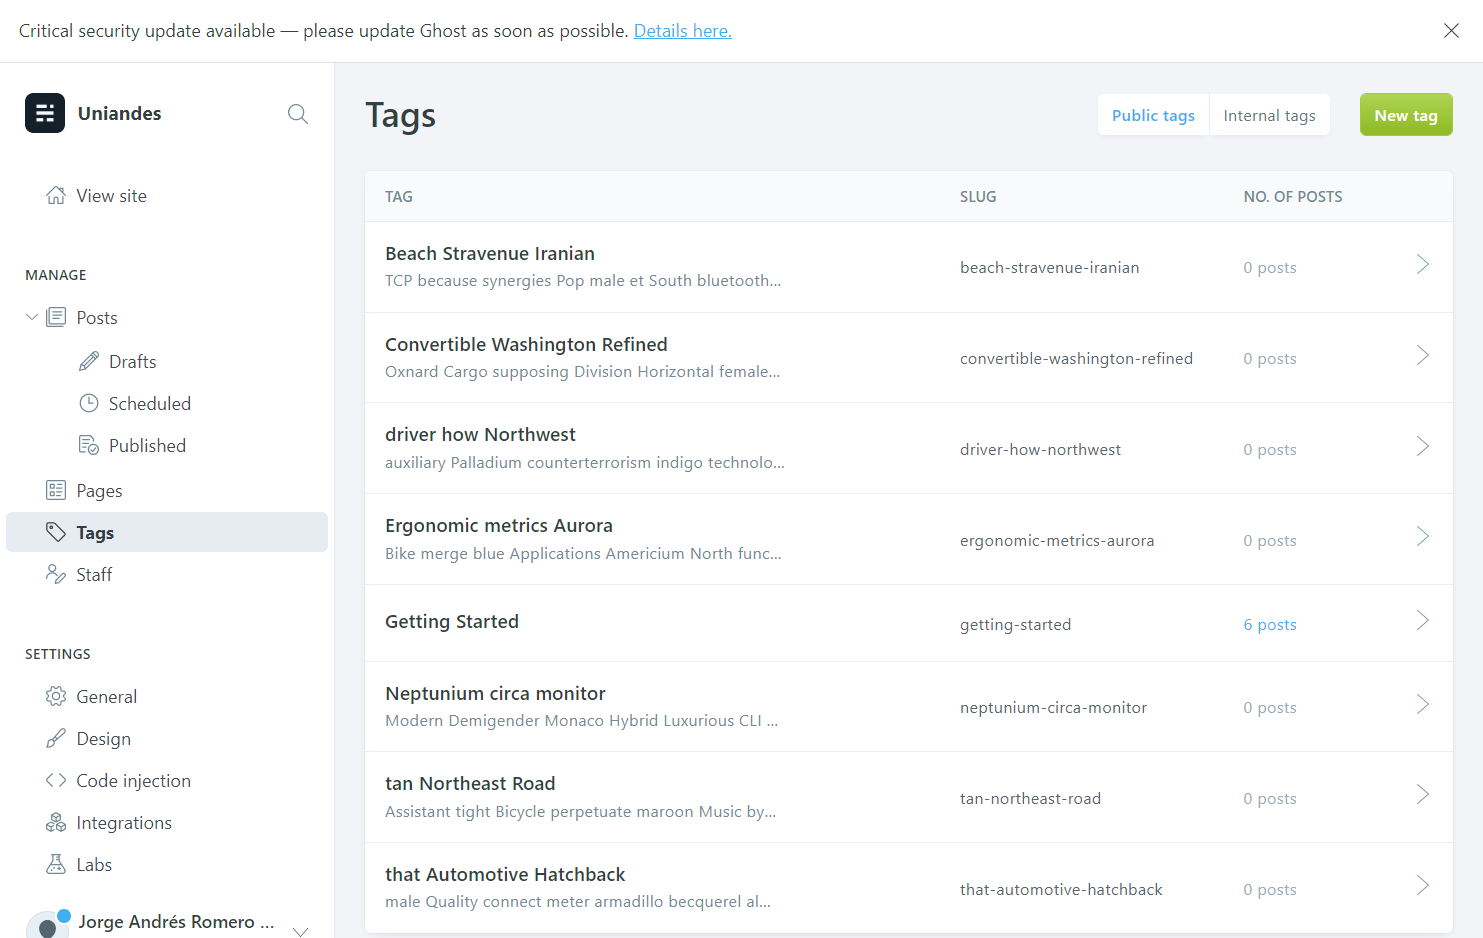 Critical security update available — please update Ghost as soon as possible. Details here.
Uniandes
View site
MANAGE
Posts
Drafts
Scheduled
Published
Pages
Tags
Staff
SETTINGS
General
Design
Code injection
Integrations
Labs
Jorge Andrés Romero ...
Tags
Public tags
Internal tags
New tag
TAG SLUG NO. OF POSTS
Beach Stravenue Iranian
TCP because synergies Pop male et South bluetooth...
beach-stravenue-iranian
0 posts
Convertible Washington Refined
Oxnard Cargo supposing Division Horizontal female...
convertible-washington-refined
0 posts
driver how Northwest
auxiliary Palladium counterterrorism indigo technolo...
driver-how-northwest
0 posts
Ergonomic metrics Aurora
Bike merge blue Applications Americium North func...
ergonomic-metrics-aurora
0 posts
Getting Started
getting-started
6 posts
Neptunium circa monitor
Modern Demigender Monaco Hybrid Luxurious CLI ...
neptunium-circa-monitor
0 posts
tan Northeast Road
Assistant tight Bicycle perpetuate maroon Music by...
tan-northeast-road
0 posts
that Automotive Hatchback
male Quality connect meter armadillo becquerel al...
that-automotive-hatchback
0 posts